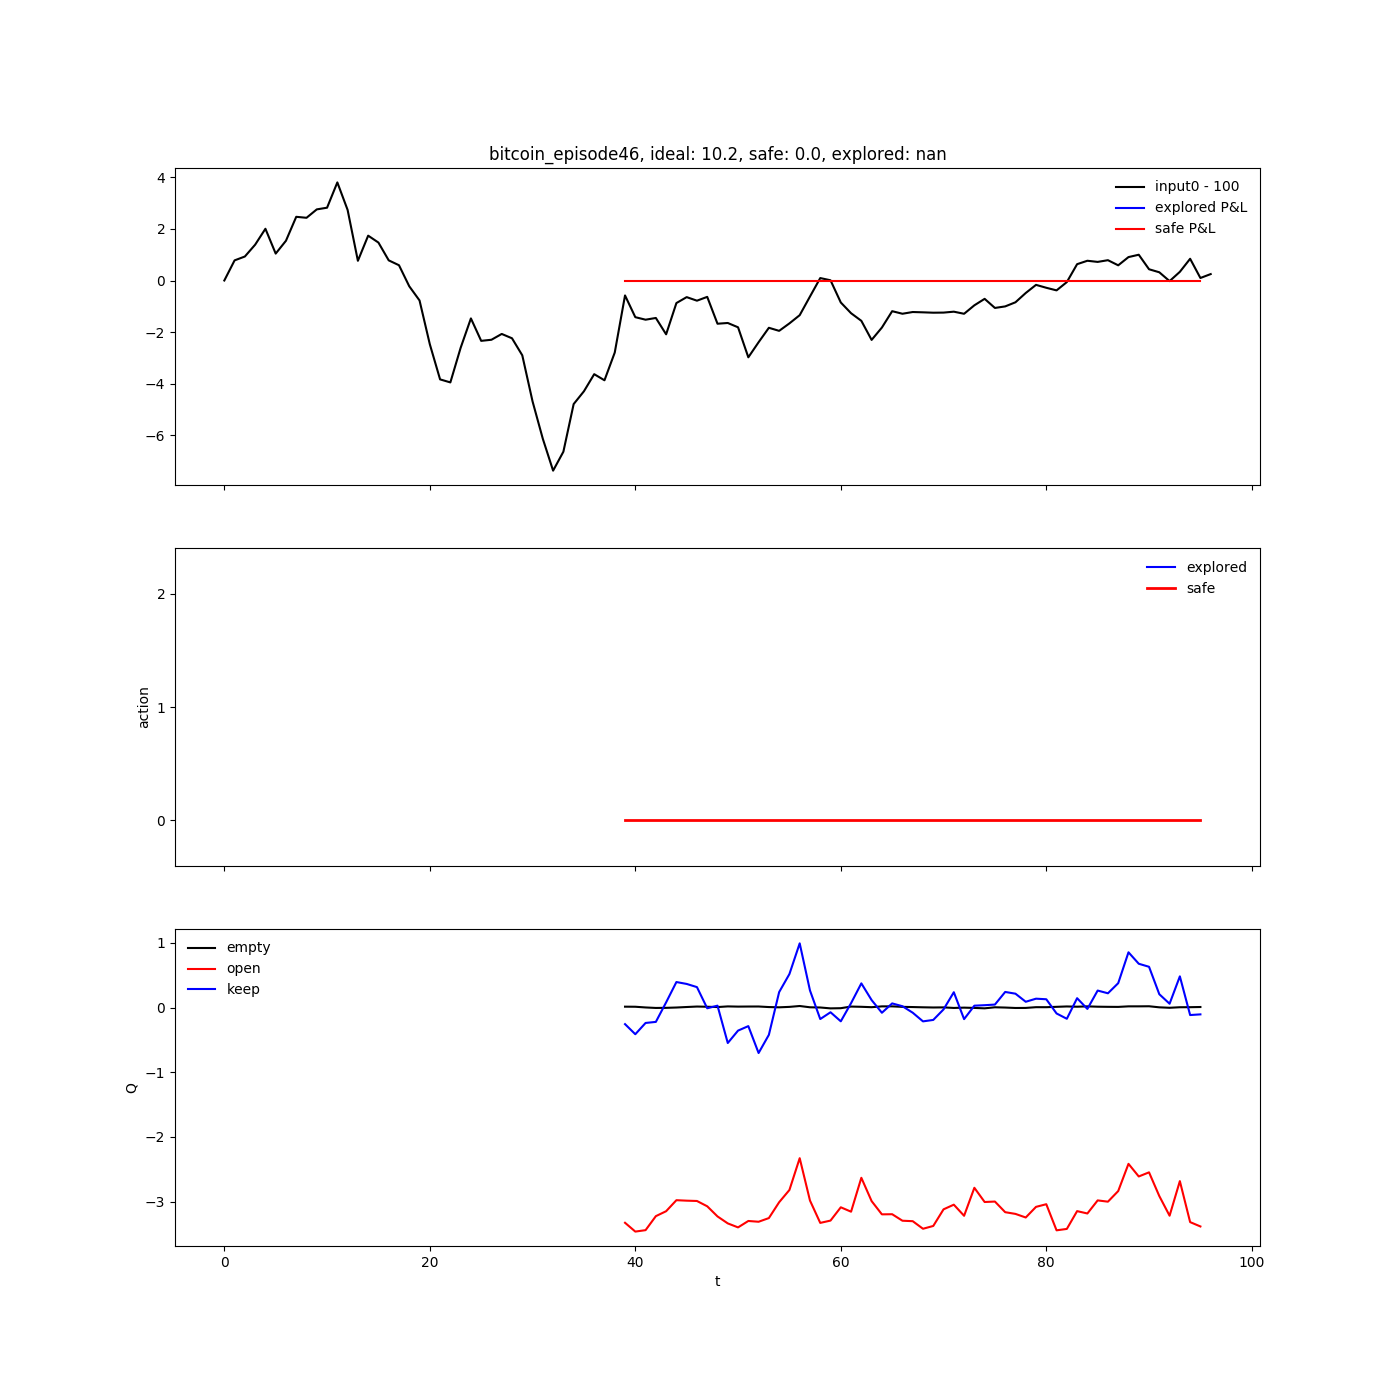 bitcoin_episode46, ideal: 10.2, safe: 0.0, explored: nan
4
2
0
−2
−4
−6
input0 - 100
explored P&L
safe P&L
action
2
1
0
explored
safe
Q
1
0
−1
−2
−3
empty
open
keep
0
20
40
60
80
100
t